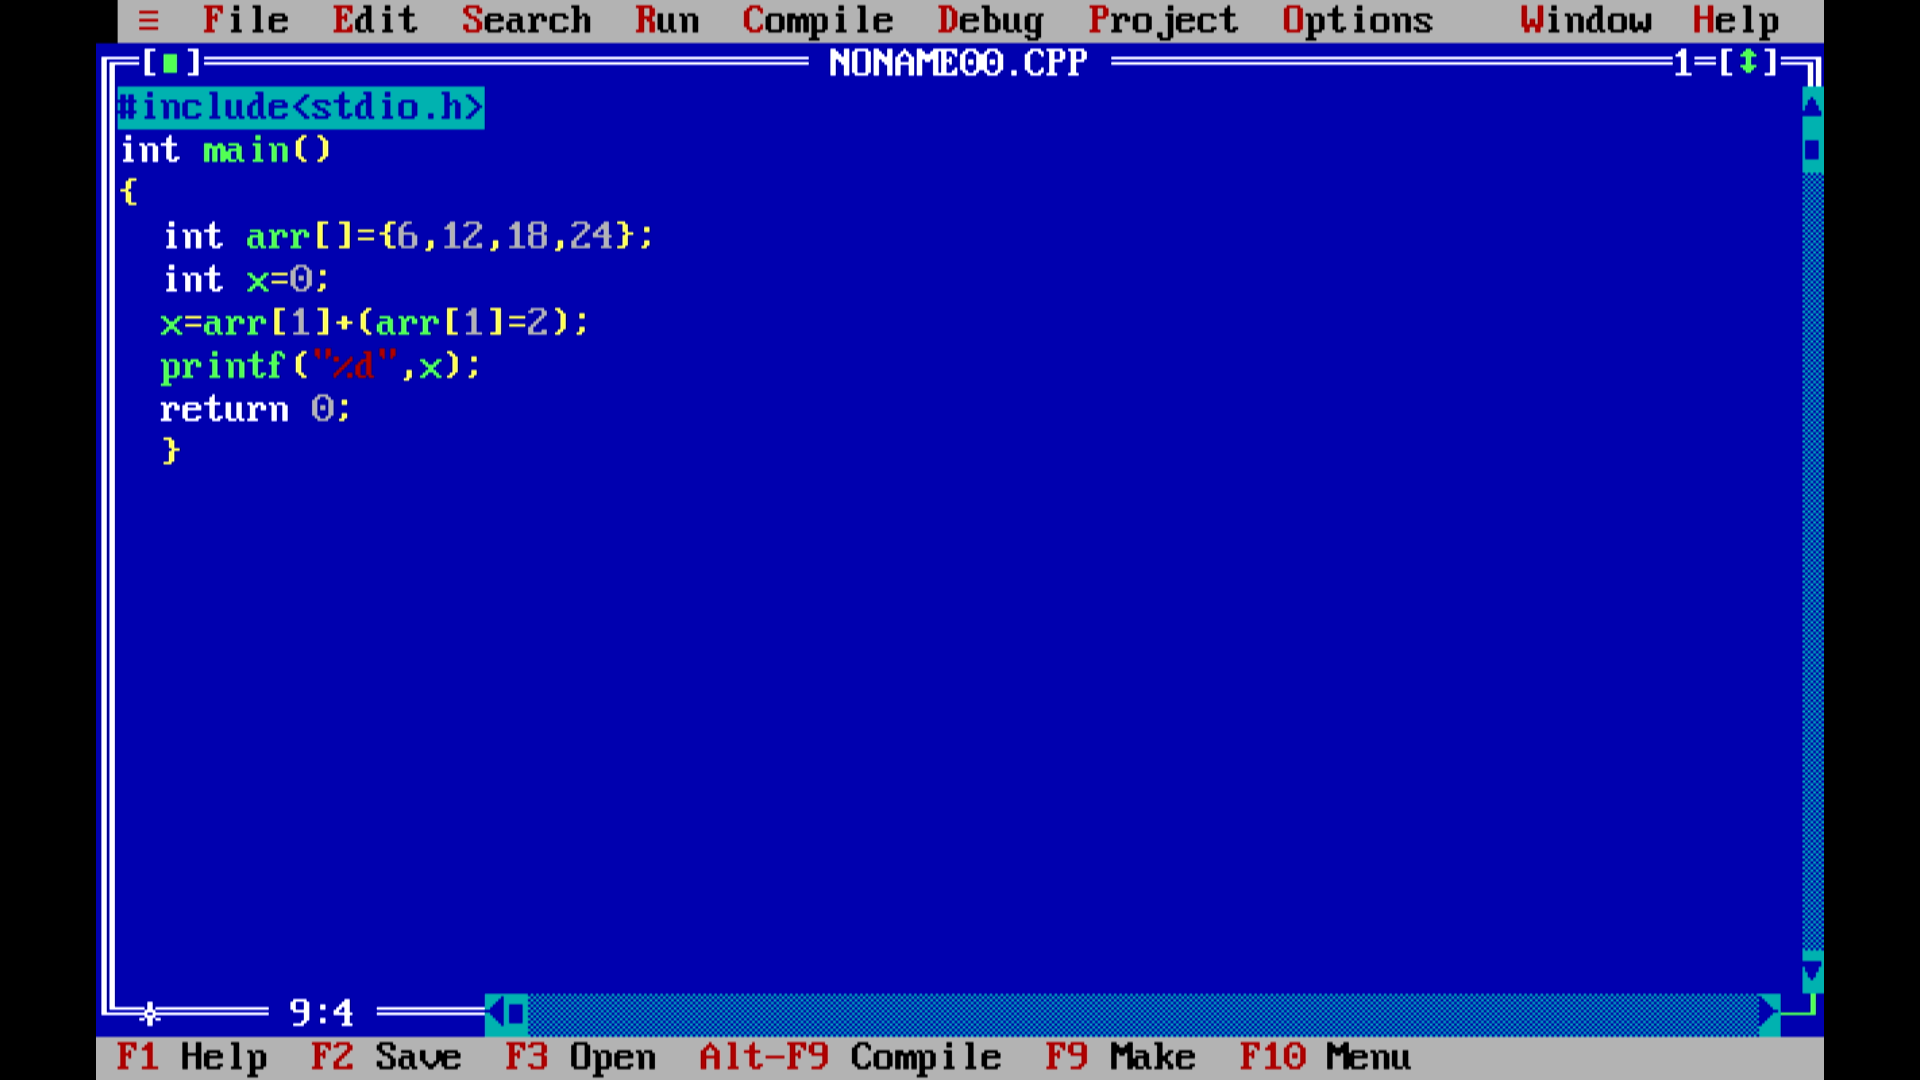 ≡ File Edit Search Run Compile Debug Project Options Window Help
[■] NONAME00.CPP 1=[↕]
#include<stdio.h>
int main()
{
int arr[]={6,12,18,24};
int x=0;
x=arr[1]+(arr[1]=2);
printf("%d",x);
return 0;
}
9:4
F1 Help F2 Save F3 Open Alt-F9 Compile F9 Make F10 Menu